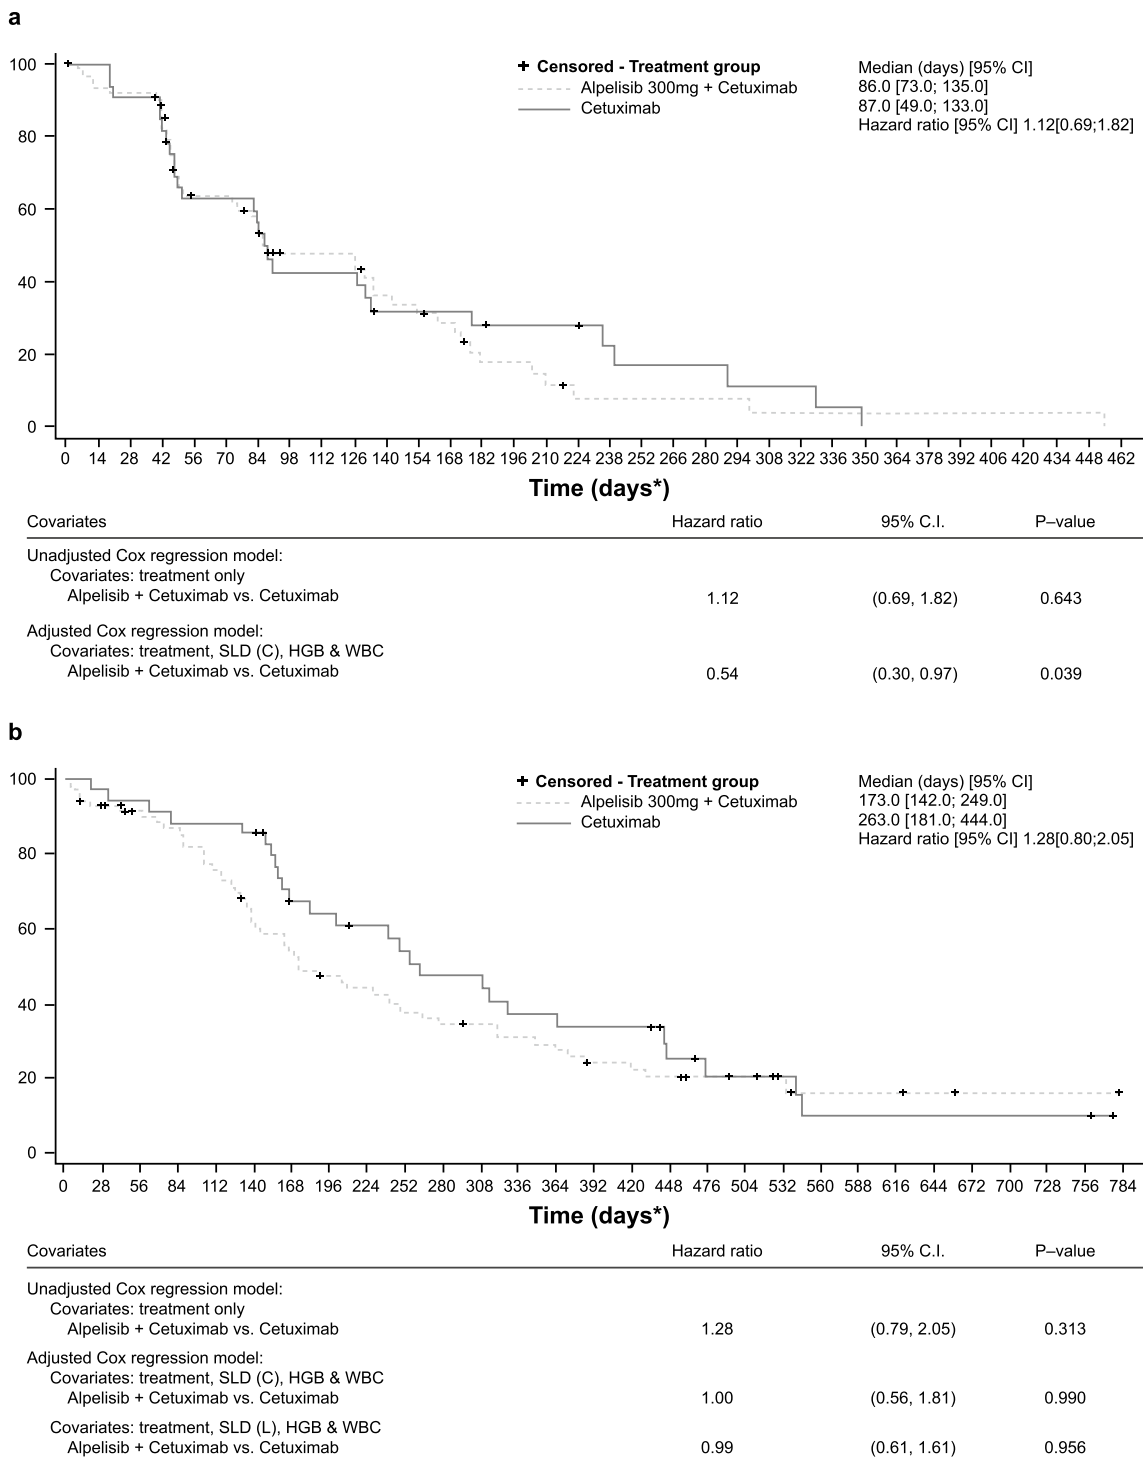 a
100
80
60
40
20
0
Censored - Treatment group
Alpelisib 300mg + Cetuximab
Cetuximab
Median (days) [95% CI]
86.0 [73.0; 135.0]
87.0 [49.0; 133.0]
Hazard ratio [95% CI] 1.12[0.69;1.82]
0 14 28 42 56 70 84 98 112 126 140 154 168 182 196 210 224 238 252 266 280 294 308 322 336 350 364 378 392 406 420 434 448 462
Time (days*)
Covariates Hazard ratio 95% C.I. P–value
Unadjusted Cox regression model:
Covariates: treatment only
Alpelisib + Cetuximab vs. Cetuximab 1.12 (0.69, 1.82) 0.643
Adjusted Cox regression model:
Covariates: treatment, SLD (C), HGB & WBC
Alpelisib + Cetuximab vs. Cetuximab 0.54 (0.30, 0.97) 0.039
b
100
80
60
40
20
0
Censored - Treatment group
Alpelisib 300mg + Cetuximab
Cetuximab
Median (days) [95% CI]
173.0 [142.0; 249.0]
263.0 [181.0; 444.0]
Hazard ratio [95% CI] 1.28[0.80;2.05]
0 28 56 84 112 140 168 196 224 252 280 308 336 364 392 420 448 476 504 532 560 588 616 644 672 700 728 756 784
Time (days*)
Covariates Hazard ratio 95% C.I. P–value
Unadjusted Cox regression model:
Covariates: treatment only
Alpelisib + Cetuximab vs. Cetuximab 1.28 (0.79, 2.05) 0.313
Adjusted Cox regression model:
Covariates: treatment, SLD (C), HGB & WBC
Alpelisib + Cetuximab vs. Cetuximab 1.00 (0.56, 1.81) 0.990
Covariates: treatment, SLD (L), HGB & WBC
Alpelisib + Cetuximab vs. Cetuximab 0.99 (0.61, 1.61) 0.956